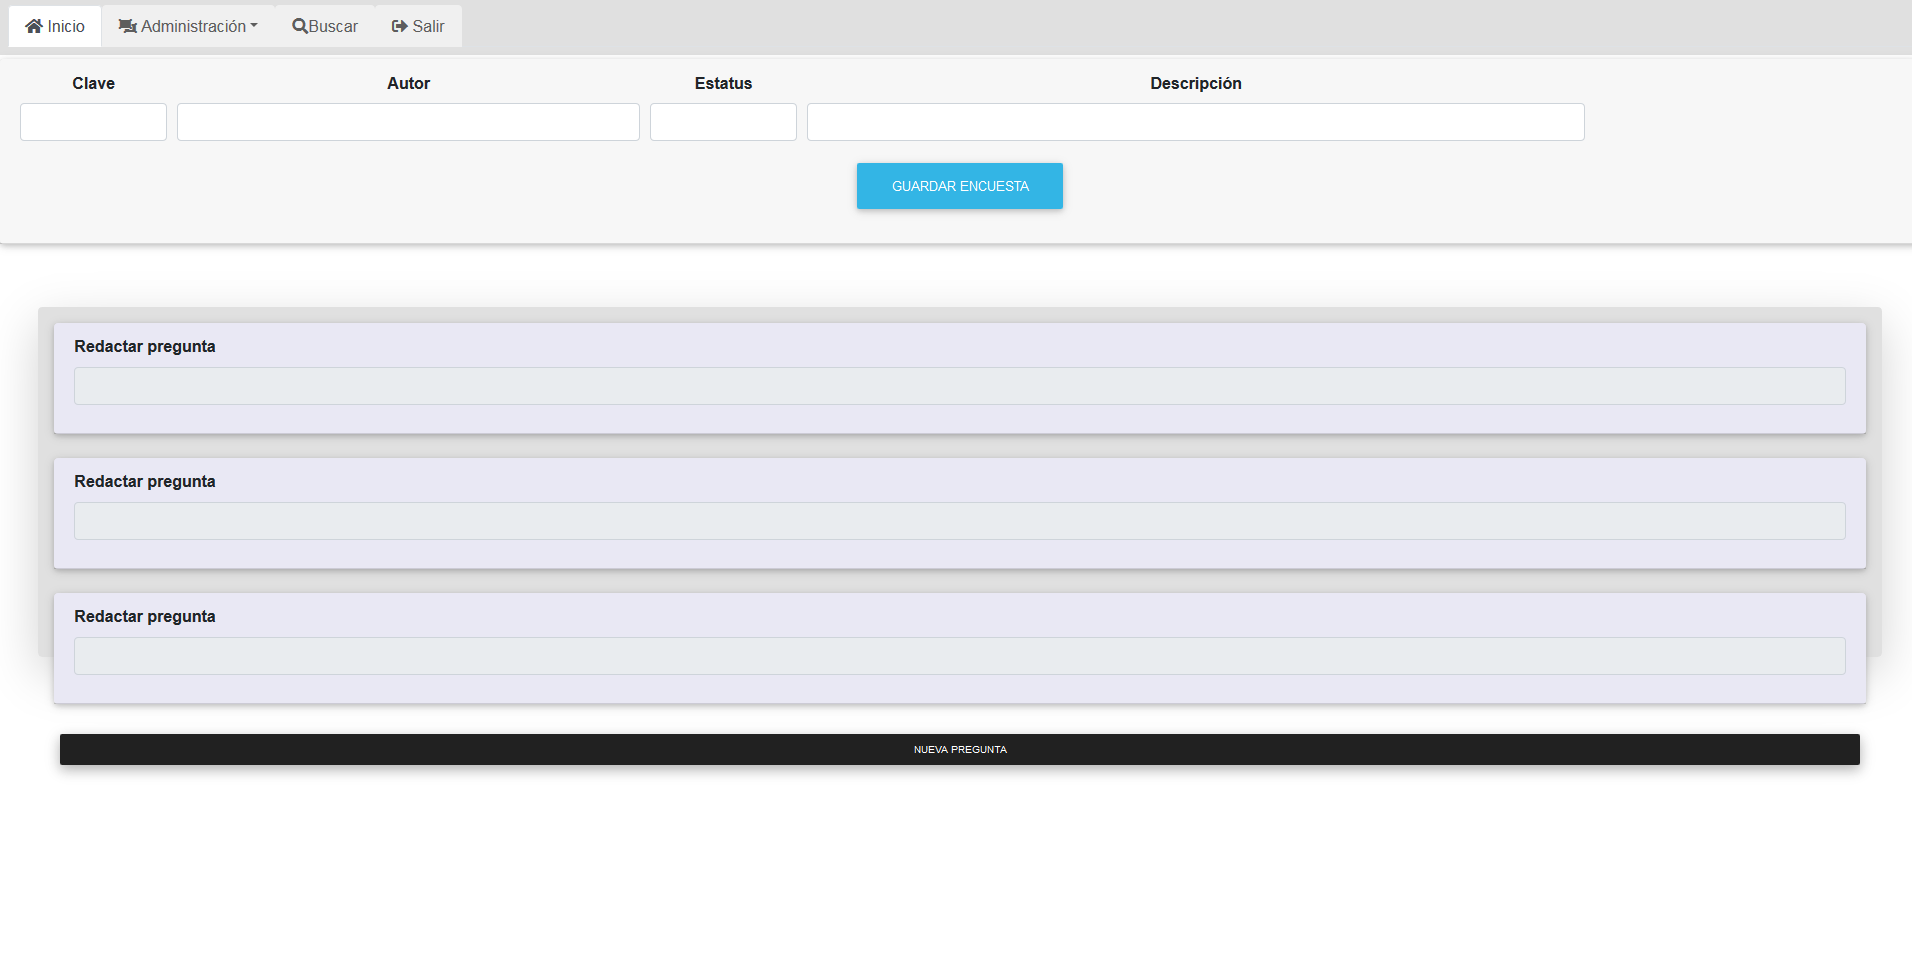 Inicio Administración Buscar Salir
Clave Autor Estatus Descripción
GUARDAR ENCUESTA
Redactar pregunta
Redactar pregunta
Redactar pregunta
NUEVA PREGUNTA